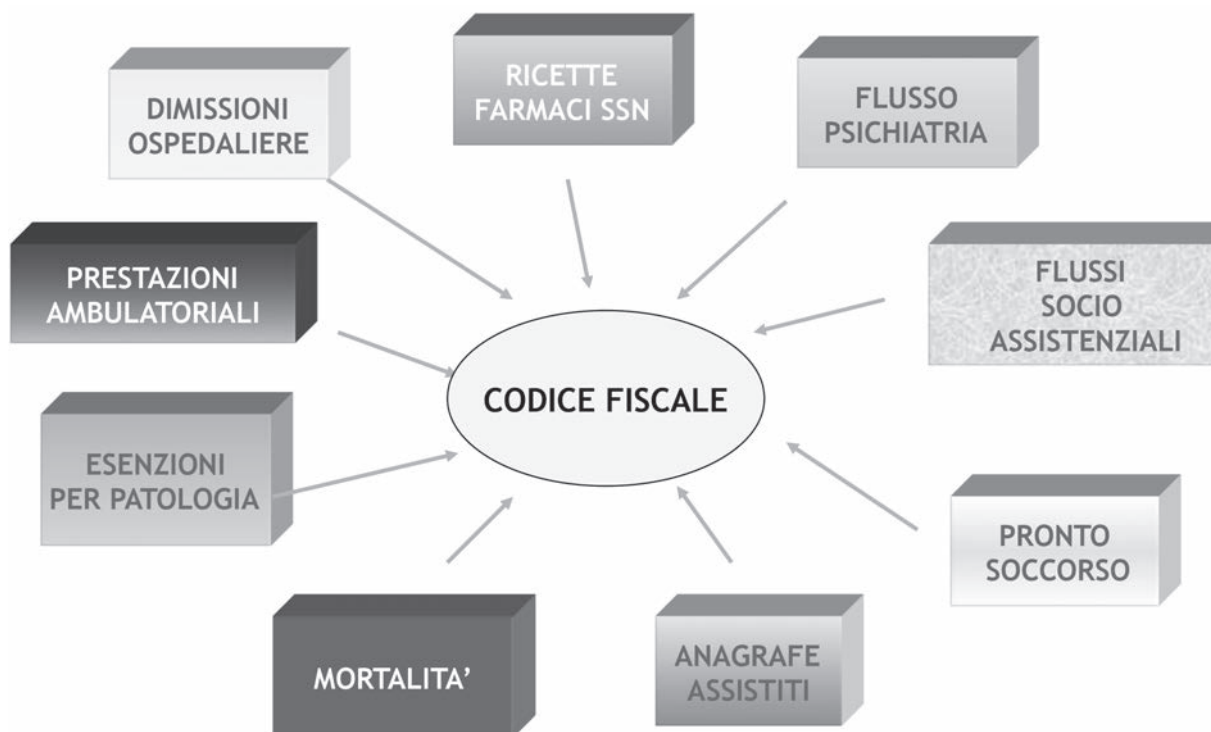 DIMISSIONI
OSPEDALIERE
RICETTE
FARMACI SSN
FLUSSO
PSICHIATRIA
PRESTAZIONI
AMBULATORIALI
FLUSSI
SOCIO
ASSISTENZIALI
CODICE FISCALE
ESENZIONI
PER PATOLOGIA
PRONTO
SOCCORSO
MORTALITA’
ANAGRAFE
ASSISTITI